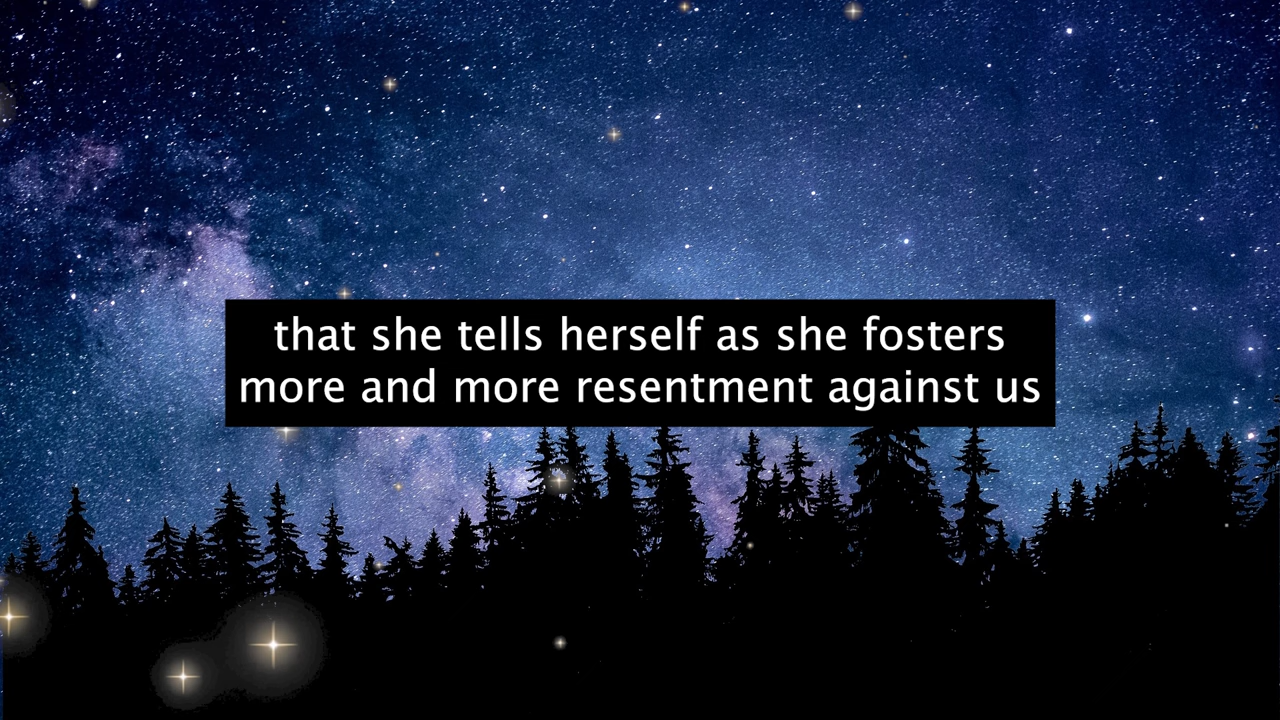 that she tells herself as she fosters
more and more resentment against us